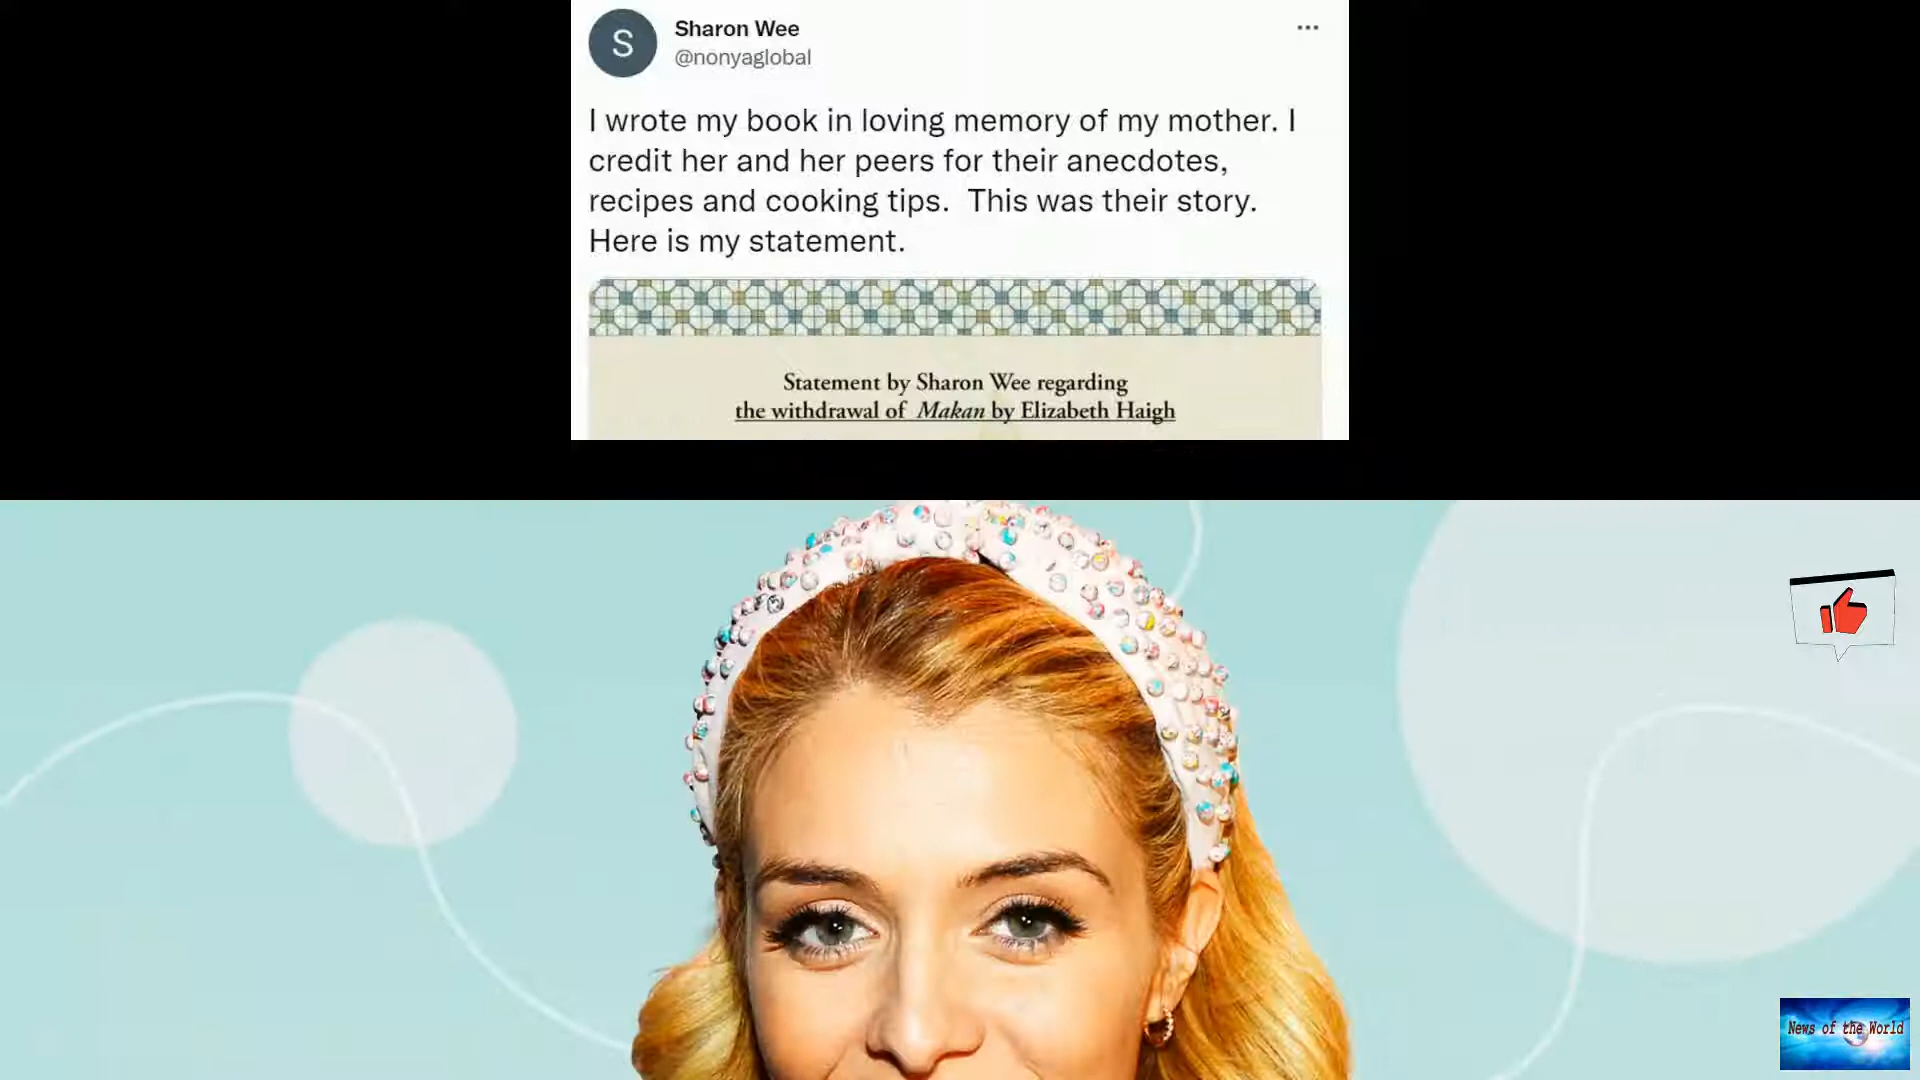 S
Sharon Wee
@nonyaglobal
I wrote my book in loving memory of my mother. I
credit her and her peers for their anecdotes,
recipes and cooking tips.  This was their story.
Here is my statement.
Statement by Sharon Wee regarding
the withdrawal of Makan by Elizabeth Haigh
News of the World